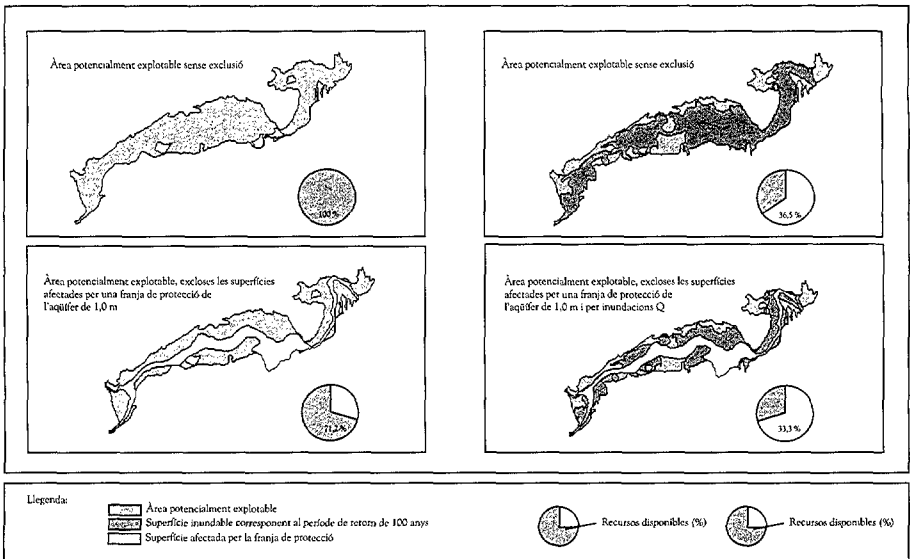 Àrea potencialment explotable sense exclusió
100 %
Àrea potencialment explotable sense exclusió
36,5 %
Àrea potencialment explotable, excloses les superfícies
afectades per una franja de protecció de
l'aqüífer de 1,0 m
71,2 %
Àrea potencialment explotable, excloses les superfícies
afectades per una franja de protecció de
l'aqüífer de 1,0 m i per inundacions Q
33,3 %
Llegenda:
Àrea potencialment explotable
Superfície inundable corresponent al període de retorn de 100 anys
Superfície afectada per la franja de protecció
Recursos disponibles (%)
Recursos disponibles (%)